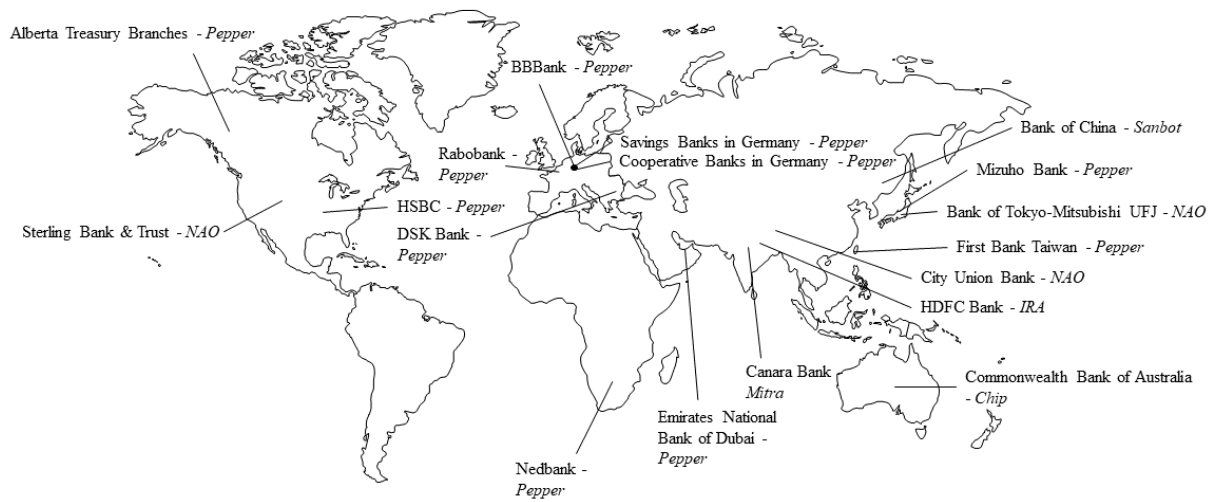 Alberta Treasury Branches - Pepper
BBBank - Pepper
Savings Banks in Germany - Pepper
Cooperative Banks in Germany - Pepper
Rabobank -
Pepper
Bank of China - Sanbot
Mizuho Bank - Pepper
HSBC - Pepper
Bank of Tokyo-Mitsubishi UFJ - NAO
Sterling Bank & Trust - NAO
DSK Bank -
Pepper
First Bank Taiwan - Pepper
City Union Bank - NAO
HDFC Bank - IRA
Canara Bank
Mitra
Commonwealth Bank of Australia
- Chip
Emirates National
Bank of Dubai -
Pepper
Nedbank -
Pepper